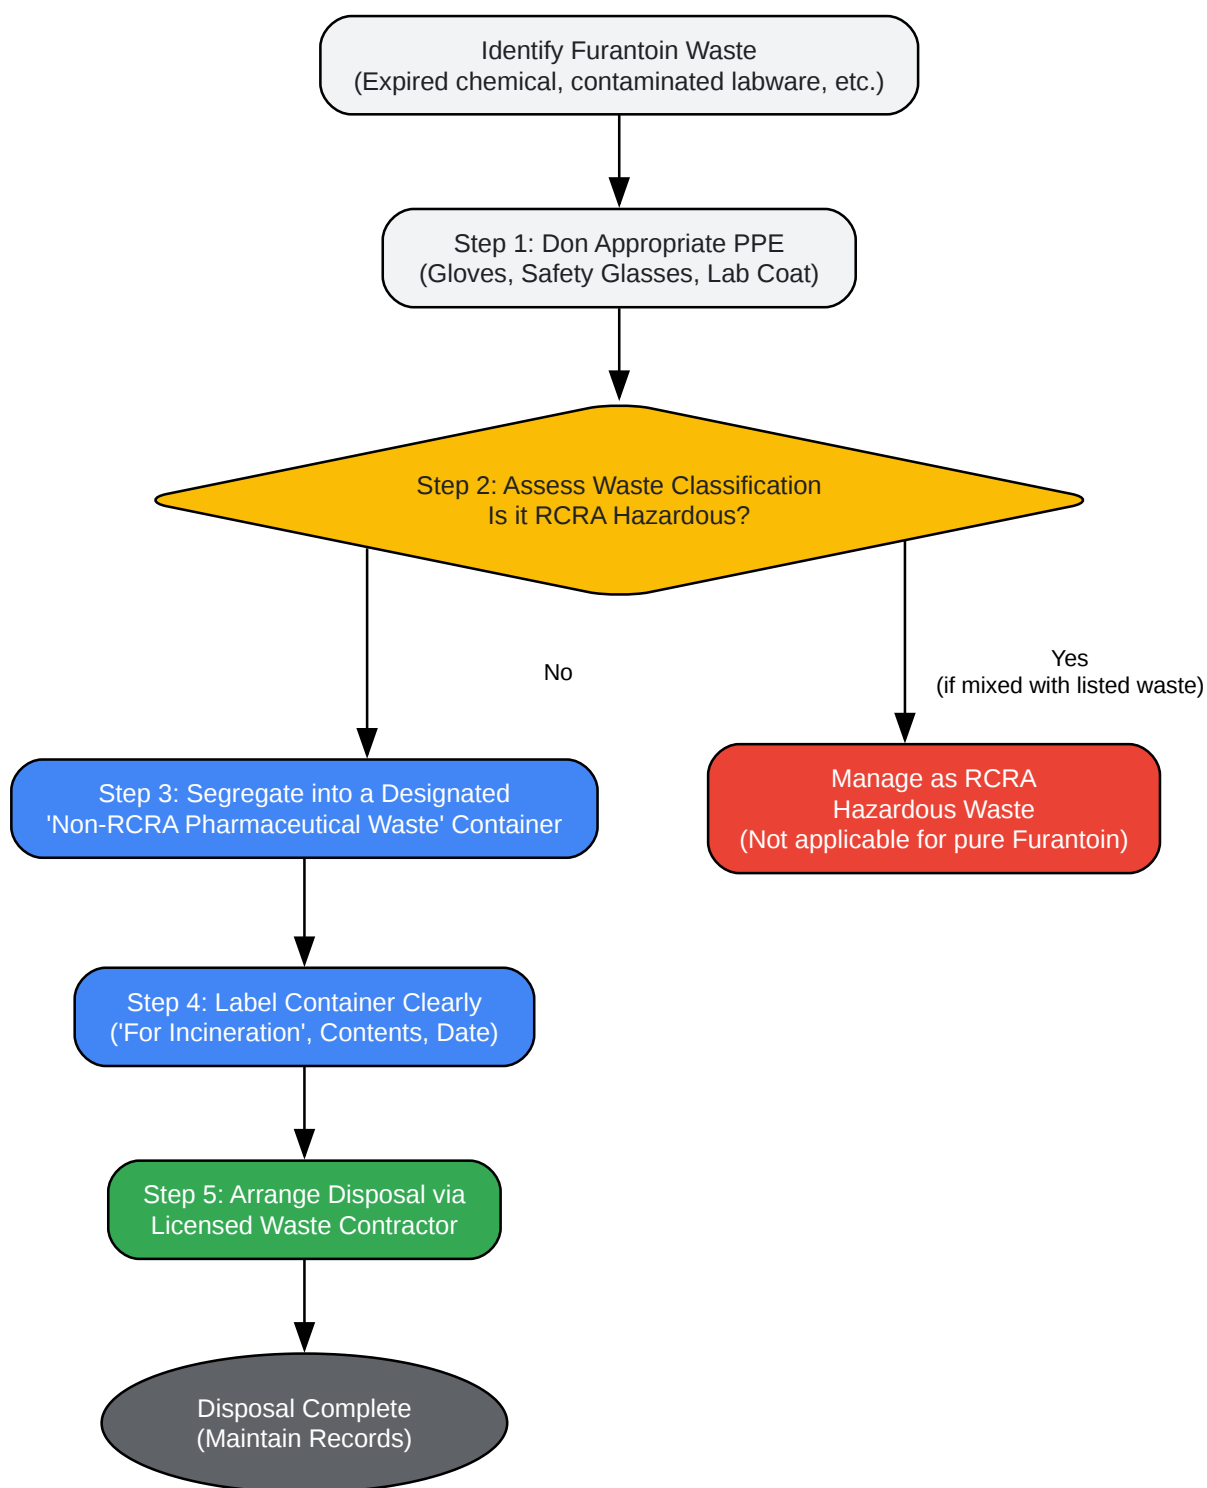 Identify Furantoin Waste
(Expired chemical, contaminated labware, etc.)
Step 1: Don Appropriate PPE
(Gloves, Safety Glasses, Lab Coat)
Step 2: Assess Waste Classification
Is it RCRA Hazardous?
No
Yes
(if mixed with listed waste)
Step 3: Segregate into a Designated
'Non-RCRA Pharmaceutical Waste' Container
Manage as RCRA
Hazardous Waste
(Not applicable for pure Furantoin)
Step 4: Label Container Clearly
('For Incineration', Contents, Date)
Step 5: Arrange Disposal via
Licensed Waste Contractor
Disposal Complete
(Maintain Records)